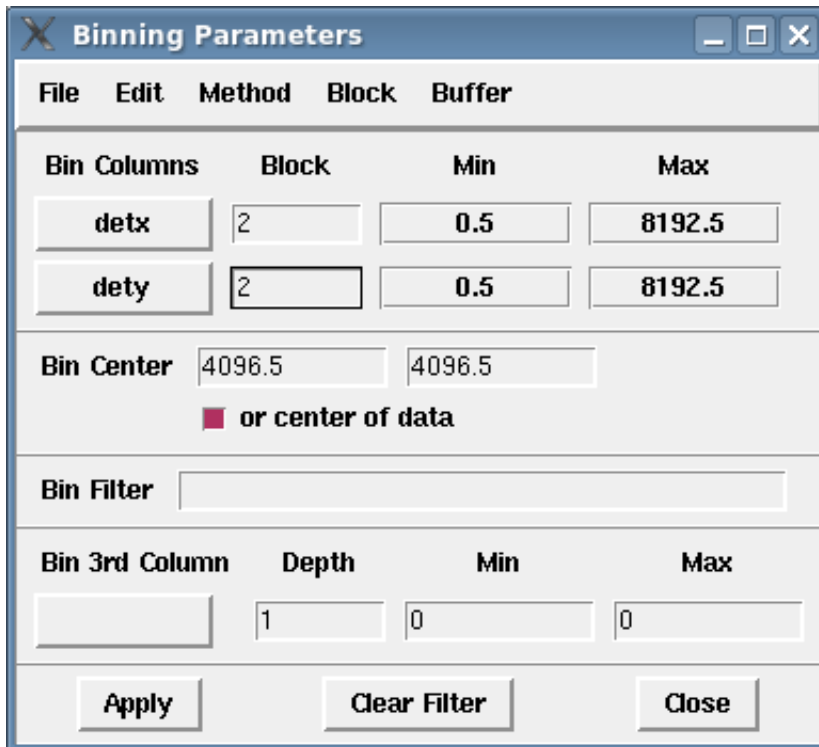 Binning Parameters
File Edit Method Block Buffer
Bin Columns Block Min Max
detx 2 0.5 8192.5
dety 2 0.5 8192.5
Bin Center 4096.5 4096.5
or center of data
Bin Filter
Bin 3rd Column Depth Min Max
1 0 0
Apply Clear Filter Close